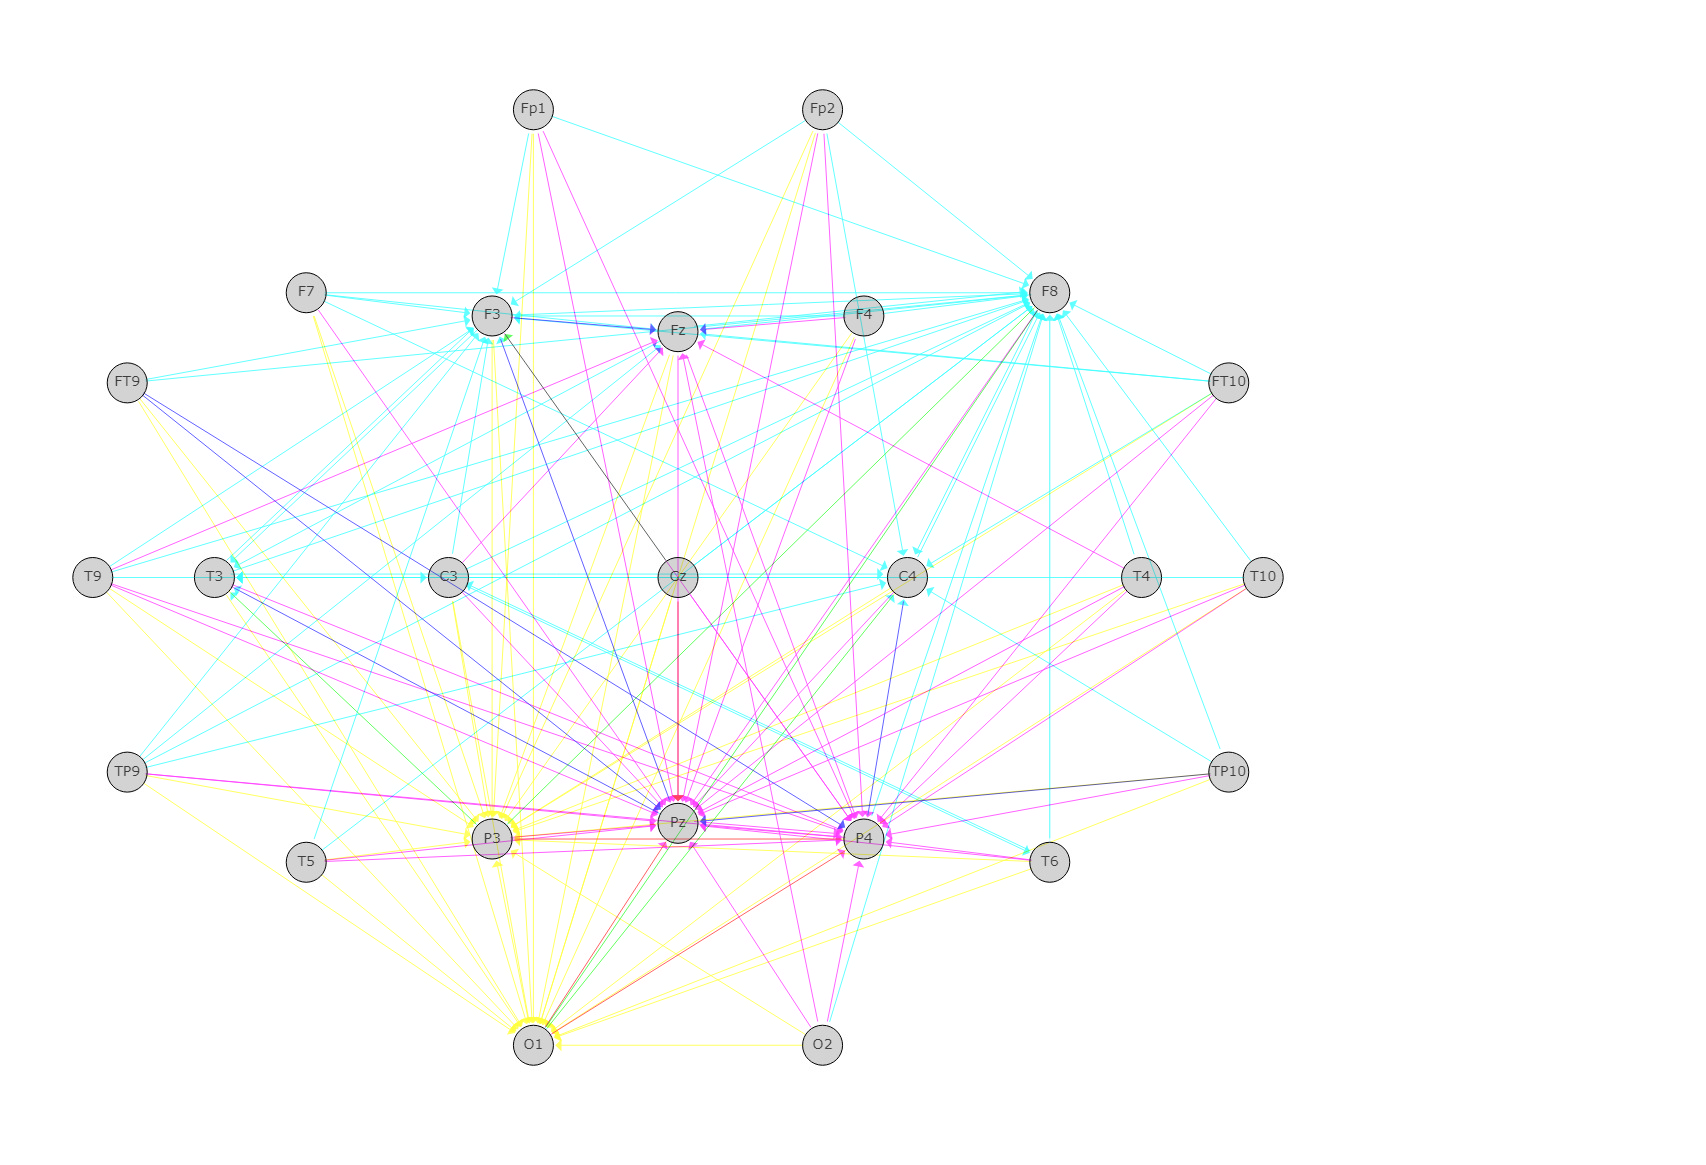 Fp1 Fp2
F7 F3 Fz F4 F8
FT9 FT10
T9 T3 C3 Cz C4 T4 T10
TP9 TP10
T5 P3 Pz P4 T6
O1 O2